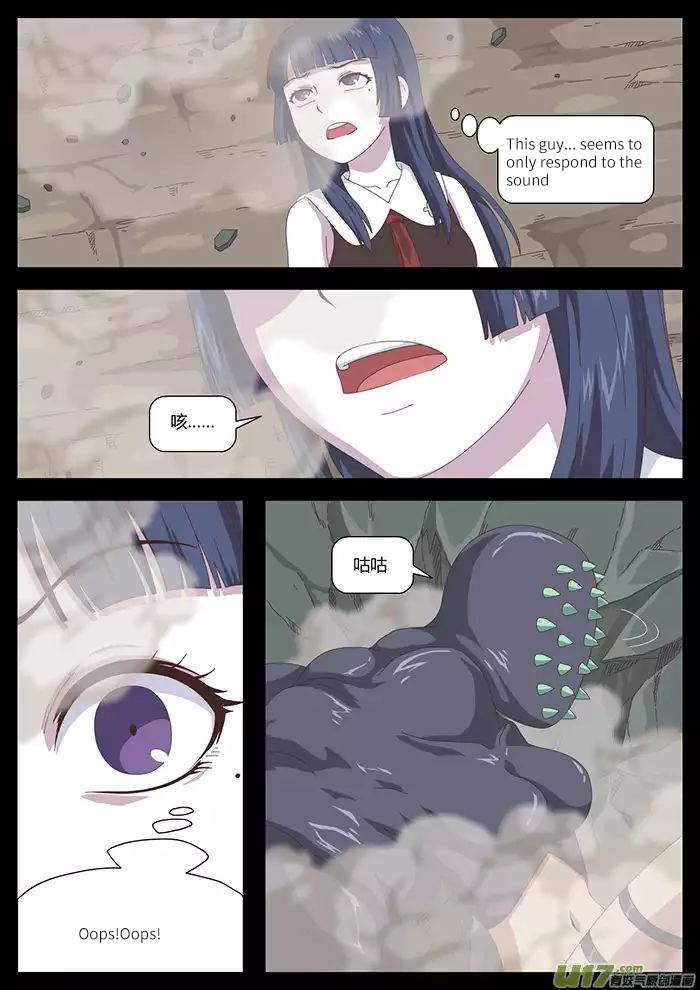 This guy... seems to
only respond to the
sound
咳......
咕咕
Oops!Oops!
U17.com
有妖气原创漫画